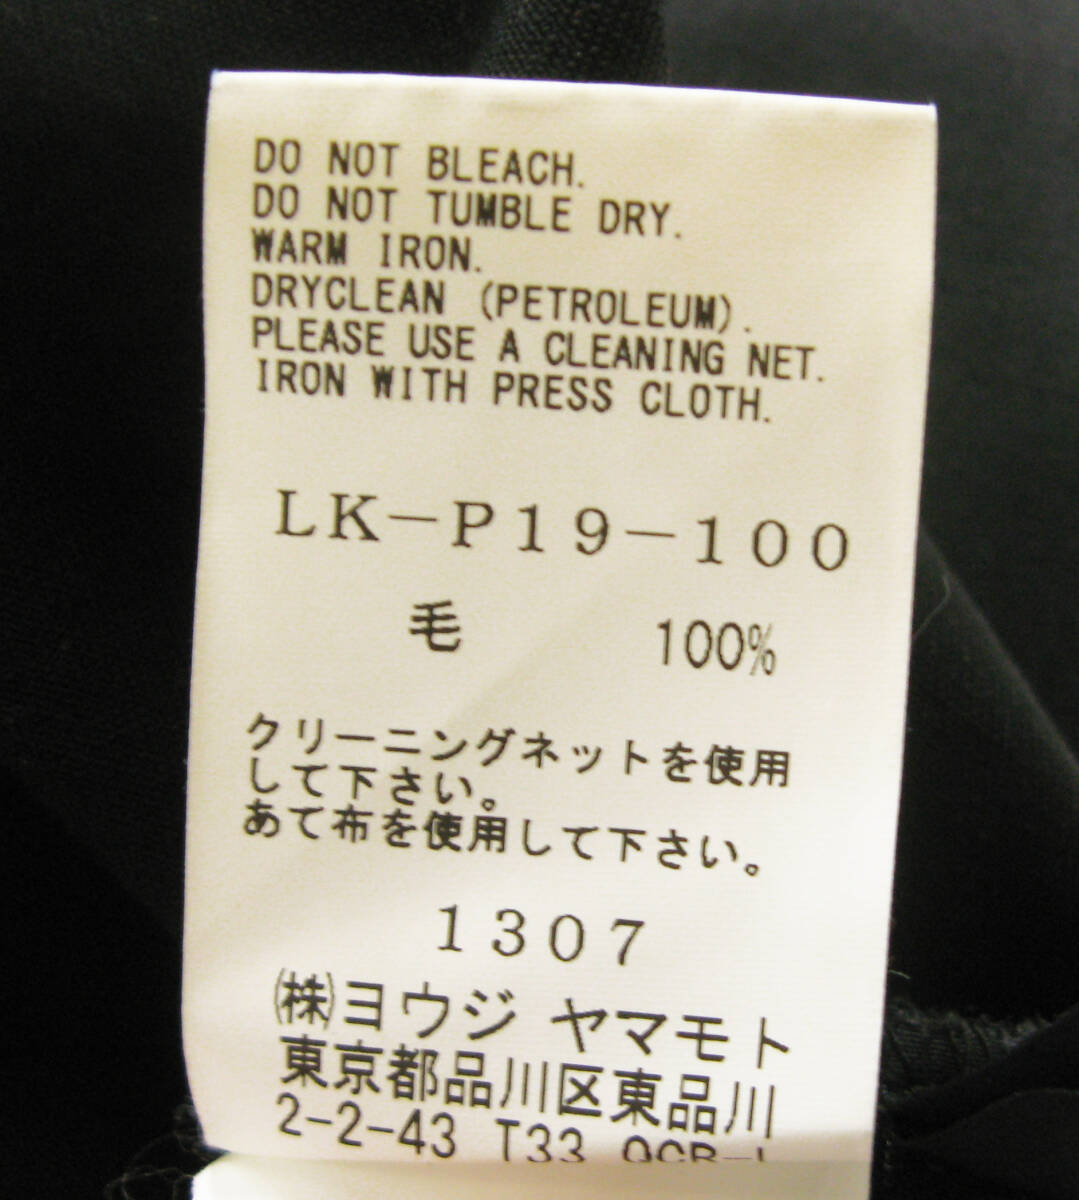 DO NOT BLEACH.
DO NOT TUMBLE DRY.
WARM IRON.
DRYCLEAN (PETROLEUM).
PLEASE USE A CLEANING NET.
IRON WITH PRESS CLOTH.
LK-P19-100
毛 100%
クリーニングネットを使用
して下さい。
あて布を使用して下さい。
1307
(株)ヨウジ ヤマモト
東京都品川区東品川
2-2-43 T33